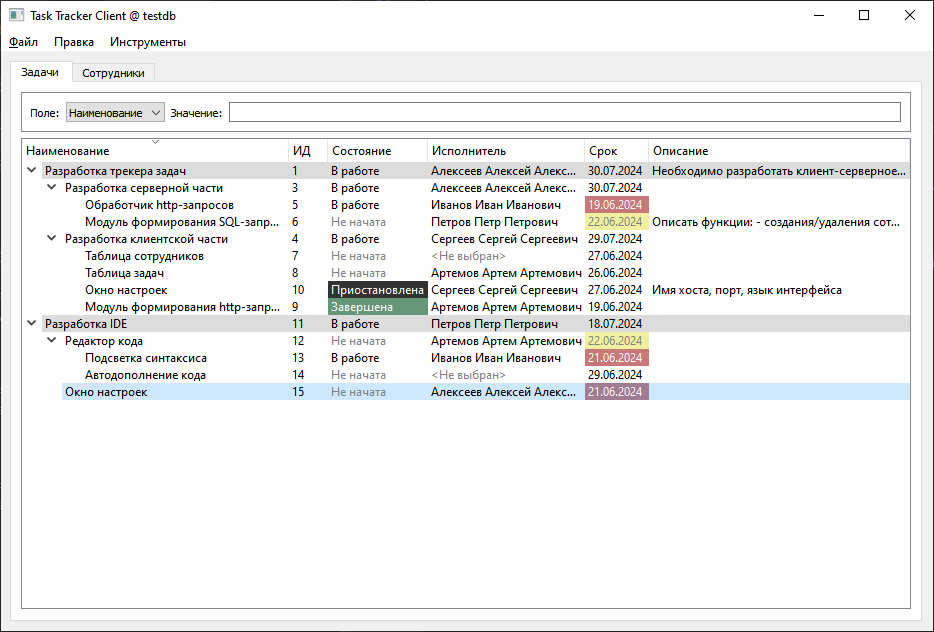 Task Tracker Client @ testdb
Файл Правка Инструменты
Задачи Сотрудники
Поле: Наименование Значение:
Наименование ИД Состояние Исполнитель Срок Описание
Разработка трекера задач 1 В работе Алексеев Алексей Алекс... 30.07.2024 Необходимо разработать клиент-серверное...
Разработка серверной части 3 В работе Алексеев Алексей Алекс... 30.07.2024
Обработчик http-запросов 5 В работе Иванов Иван Иванович 19.06.2024
Модуль формирования SQL-запр... 6 Не начата Петров Петр Петрович 22.06.2024 Описать функции: - создания/удаления сот...
Разработка клиентской части 4 В работе Сергеев Сергей Сергеевич 29.07.2024
Таблица сотрудников 7 Не начата <Не выбран> 27.06.2024
Таблица задач 8 Не начата Артемов Артем Артемович 26.06.2024
Окно настроек 10 Приостановлена Сергеев Сергей Сергеевич 27.06.2024 Имя хоста, порт, язык интерфейса
Модуль формирования http-запр... 9 Завершена Артемов Артем Артемович 19.06.2024
Разработка IDE 11 В работе Петров Петр Петрович 18.07.2024
Редактор кода 12 Не начата Артемов Артем Артемович 22.06.2024
Подсветка синтаксиса 13 В работе Иванов Иван Иванович 21.06.2024
Автодополнение кода 14 Не начата <Не выбран> 29.06.2024
Окно настроек 15 Не начата Алексеев Алексей Алекс... 21.06.2024